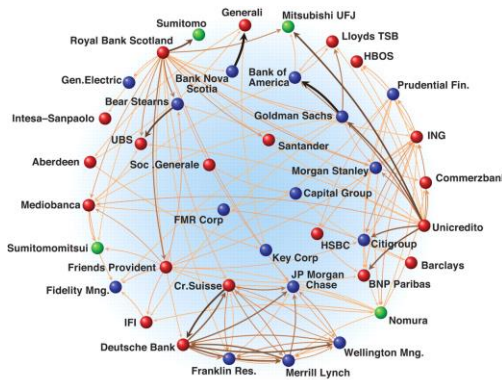 Generali
Sumitomo
Mitsubishi UFJ
Royal Bank Scotland
Lloyds TSB
HBOS
Gen.Electric
Bank Nova
Scotia
Bank of
America
Prudential Fin.
Bear Stearns
Goldman Sachs
Intesa-Sanpaolo
UBS
Santander
ING
Aberdeen
Soc .Generale
Morgan Stanley
Commerzbank
Capital Group
Mediobanca
FMR Corp
Unicredito
Sumitomomitsui
HSBC
Citigroup
Key Corp
Friends Provident
Barclays
Cr.Suisse
JP Morgan
Chase
BNP Paribas
Fidelity Mng.
Nomura
IFI
Deutsche Bank
Wellington Mng.
Franklin Res.
Merrill Lynch